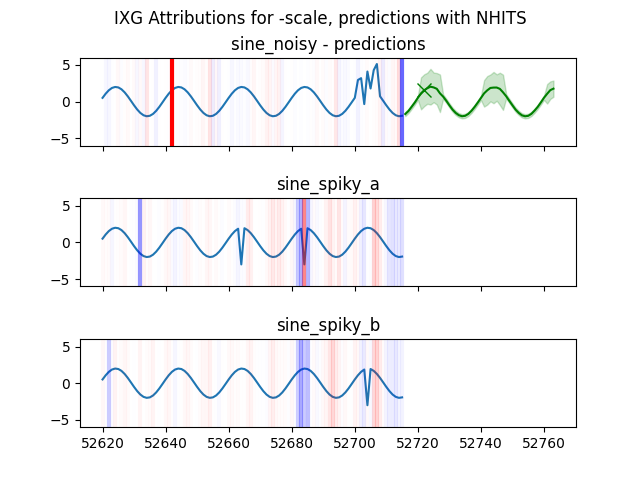 IXG Attributions for -scale, predictions with NHITS
sine_noisy - predictions
5
0
−5
sine_spiky_a
5
0
−5
sine_spiky_b
5
0
−5
52620 52640 52660 52680 52700 52720 52740 52760